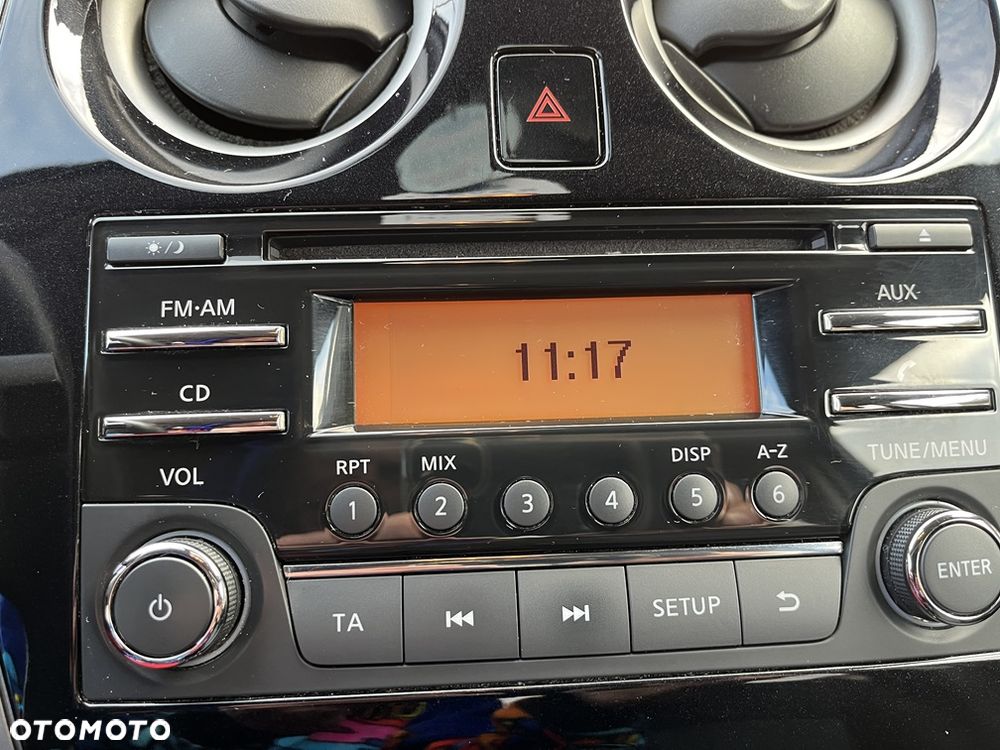 FM·AM
AUX
11:17
CD
VOL
RPT
MIX
DISP
A-Z
TUNE/MENU
1
2
3
4
5
6
ENTER
TA
SETUP
OTOMOTO